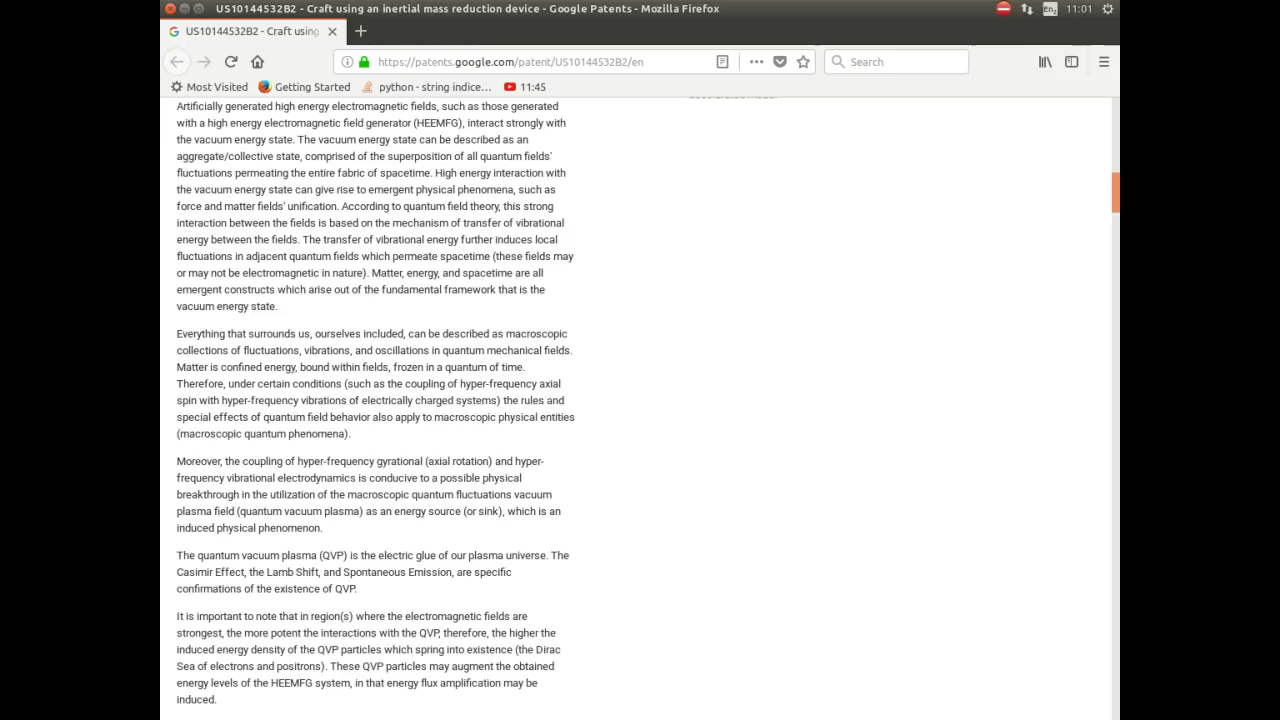 US10144532B2 - Craft using an inertial mass reduction device - Google Patents - Mozilla Firefox
En2
11:01
US10144532B2 - Craft using
https://patents.google.com/patent/US10144532B2/en
Search
Most Visited
Getting Started
python - string indice...
11:45
Artificially generated high energy electromagnetic fields, such as those generated
with a high energy electromagnetic field generator (HEEMFG), interact strongly with
the vacuum energy state. The vacuum energy state can be described as an
aggregate/collective state, comprised of the superposition of all quantum fields'
fluctuations permeating the entire fabric of spacetime. High energy interaction with
the vacuum energy state can give rise to emergent physical phenomena, such as
force and matter fields' unification. According to quantum field theory, this strong
interaction between the fields is based on the mechanism of transfer of vibrational
energy between the fields. The transfer of vibrational energy further induces local
fluctuations in adjacent quantum fields which permeate spacetime (these fields may
or may not be electromagnetic in nature). Matter, energy, and spacetime are all
emergent constructs which arise out of the fundamental framework that is the
vacuum energy state.
Everything that surrounds us, ourselves included, can be described as macroscopic
collections of fluctuations, vibrations, and oscillations in quantum mechanical fields.
Matter is confined energy, bound within fields, frozen in a quantum of time.
Therefore, under certain conditions (such as the coupling of hyper-frequency axial
spin with hyper-frequency vibrations of electrically charged systems) the rules and
special effects of quantum field behavior also apply to macroscopic physical entities
(macroscopic quantum phenomena).
Moreover, the coupling of hyper-frequency gyrational (axial rotation) and hyper-
frequency vibrational electrodynamics is conducive to a possible physical
breakthrough in the utilization of the macroscopic quantum fluctuations vacuum
plasma field (quantum vacuum plasma) as an energy source (or sink), which is an
induced physical phenomenon.
The quantum vacuum plasma (QVP) is the electric glue of our plasma universe. The
Casimir Effect, the Lamb Shift, and Spontaneous Emission, are specific
confirmations of the existence of QVP.
It is important to note that in region(s) where the electromagnetic fields are
strongest, the more potent the interactions with the QVP, therefore, the higher the
induced energy density of the QVP particles which spring into existence (the Dirac
Sea of electrons and positrons). These QVP particles may augment the obtained
energy levels of the HEEMFG system, in that energy flux amplification may be
induced.